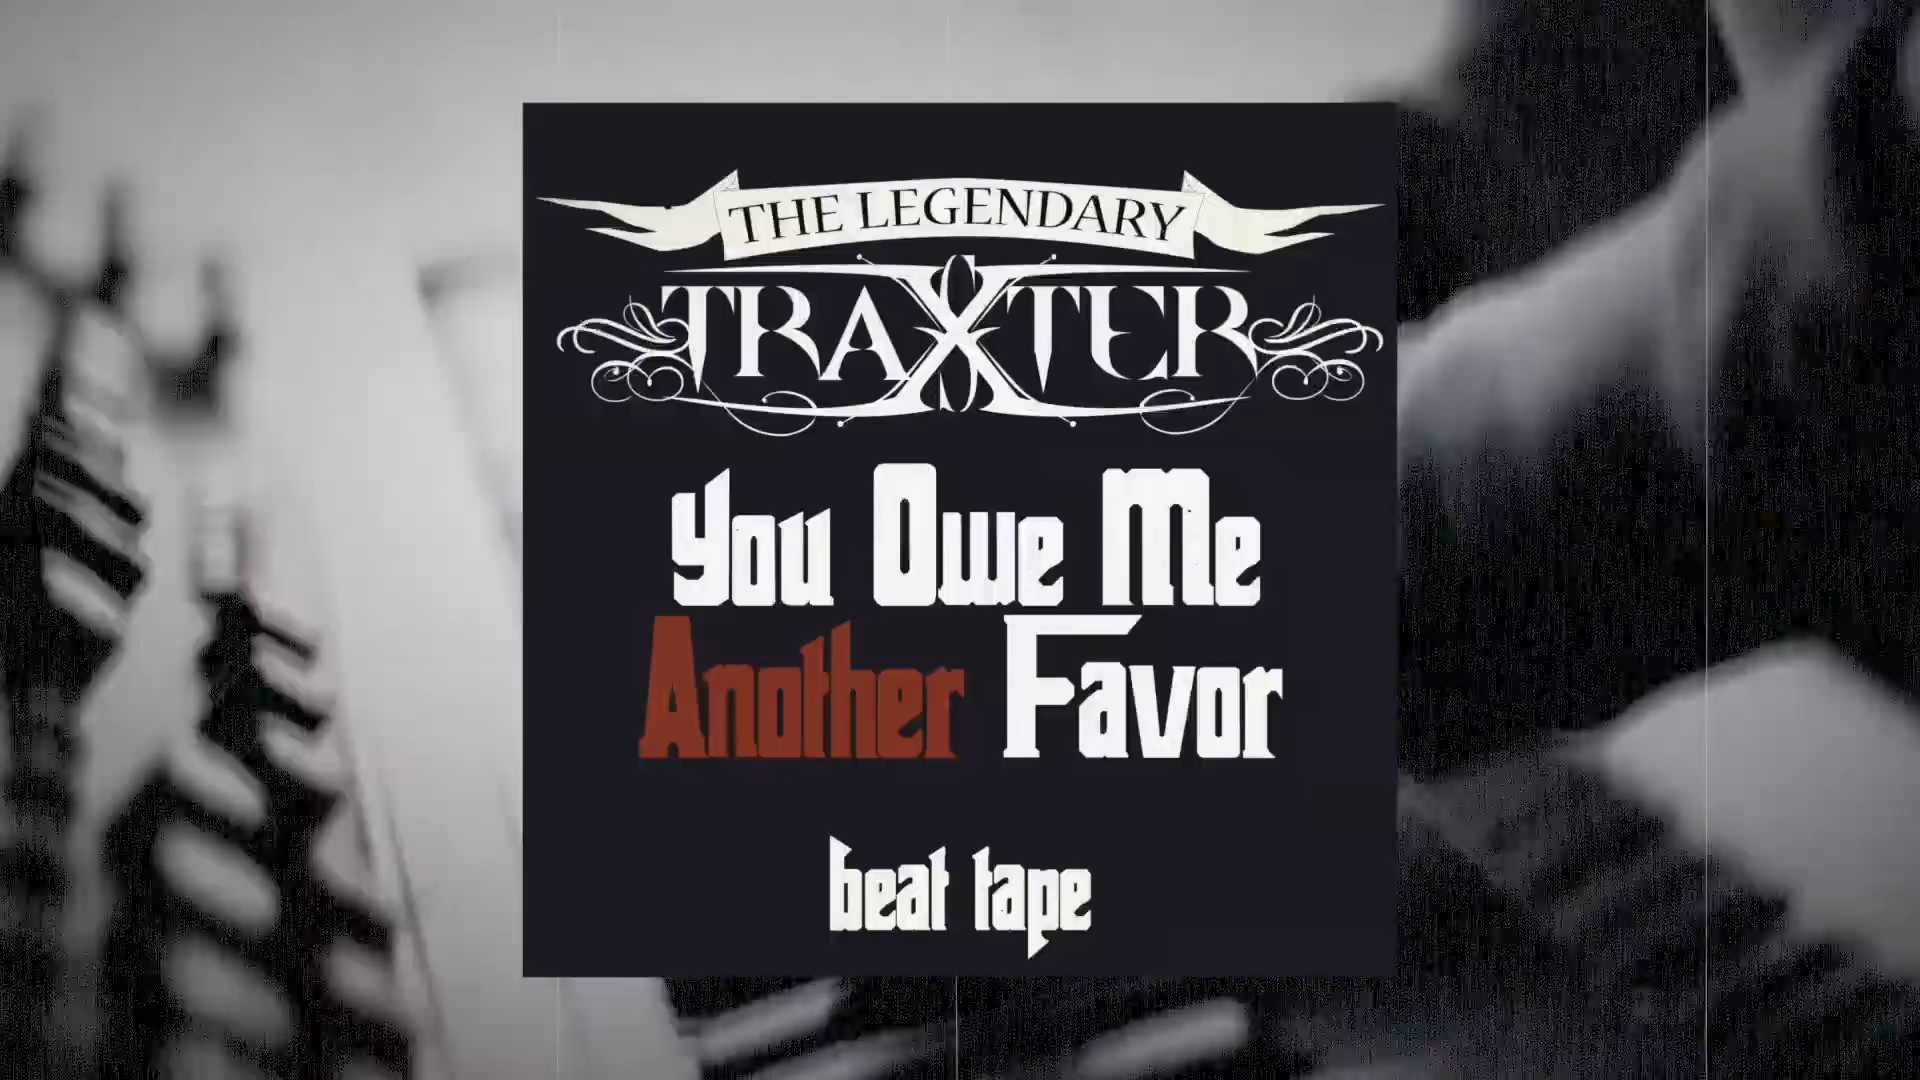 THE LEGENDARY
TRAXTER
You Owe Me
Another Favor
beat tape